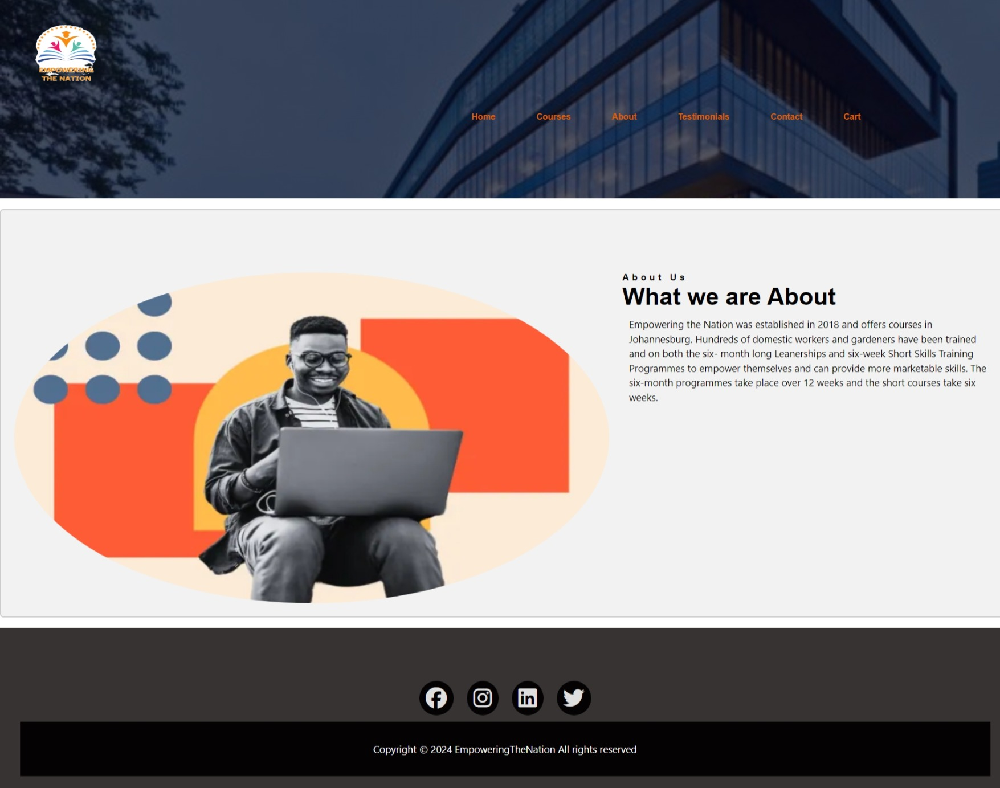 EMPOWERING
THE NATION
Home Courses About Testimonials Contact Cart
About Us
What we are About
Empowering the Nation was established in 2018 and offers courses in
Johannesburg. Hundreds of domestic workers and gardeners have been trained
and on both the six- month long Leanerships and six-week Short Skills Training
Programmes to empower themselves and can provide more marketable skills. The
six-month programmes take place over 12 weeks and the short courses take six
weeks.
Copyright © 2024 EmpoweringTheNation All rights reserved